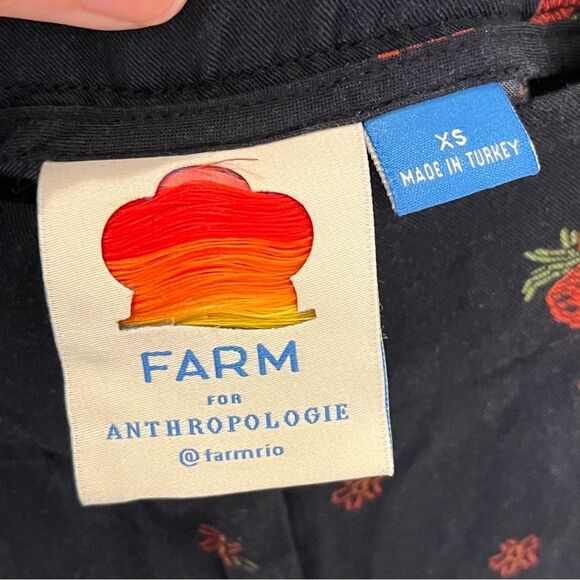 XS
MADE IN TURKEY
FARM
FOR
ANTHROPOLOGIE
@farmrio